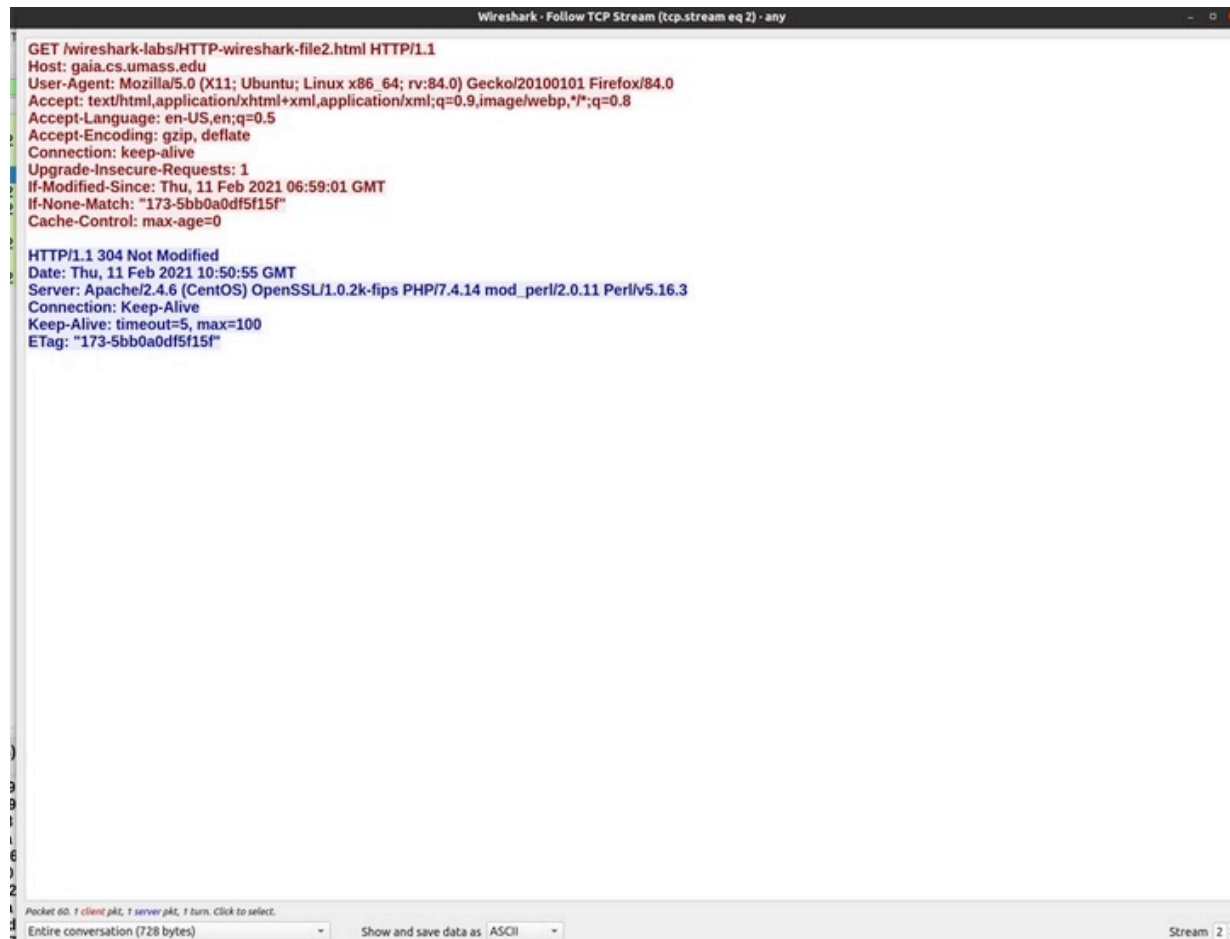 Wireshark · Follow TCP Stream (tcp.stream eq 2) · any
GET /wireshark-labs/HTTP-wireshark-file2.html HTTP/1.1
Host: gaia.cs.umass.edu
User-Agent: Mozilla/5.0 (X11; Ubuntu; Linux x86_64; rv:84.0) Gecko/20100101 Firefox/84.0
Accept: text/html,application/xhtml+xml,application/xml;q=0.9,image/webp,*/*;q=0.8
Accept-Language: en-US,en;q=0.5
Accept-Encoding: gzip, deflate
Connection: keep-alive
Upgrade-Insecure-Requests: 1
If-Modified-Since: Thu, 11 Feb 2021 06:59:01 GMT
If-None-Match: "173-5bb0a0df5f15f"
Cache-Control: max-age=0
HTTP/1.1 304 Not Modified
Date: Thu, 11 Feb 2021 10:50:55 GMT
Server: Apache/2.4.6 (CentOS) OpenSSL/1.0.2k-fips PHP/7.4.14 mod_perl/2.0.11 Perl/v5.16.3
Connection: Keep-Alive
Keep-Alive: timeout=5, max=100
ETag: "173-5bb0a0df5f15f"
Packet 60. 1 client pkt, 1 server pkt, 1 turn. Click to select.
Entire conversation (728 bytes) Show and save data as ASCII Stream 2